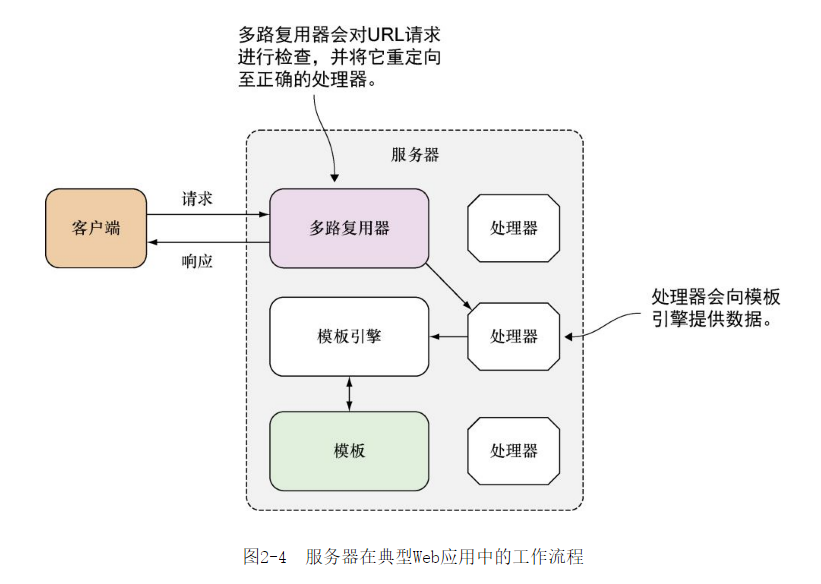 多路复用器会对URL请求
进行检查，并将它重定向
至正确的处理器。
服务器
请求
客户端
多路复用器
处理器
响应
处理器会向模板
引擎提供数据。
模板引擎
处理器
模板
处理器
图2-4 服务器在典型Web应用中的工作流程